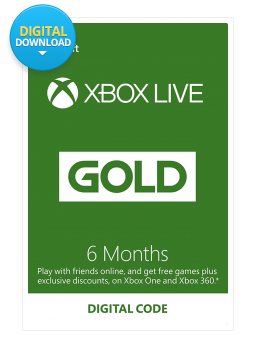 DIGITAL
DOWNLOAD
XBOX LIVE
GOLD
6 Months
Play with friends online, and get free games plus
exclusive discounts, on Xbox One and Xbox 360.*
DIGITAL CODE